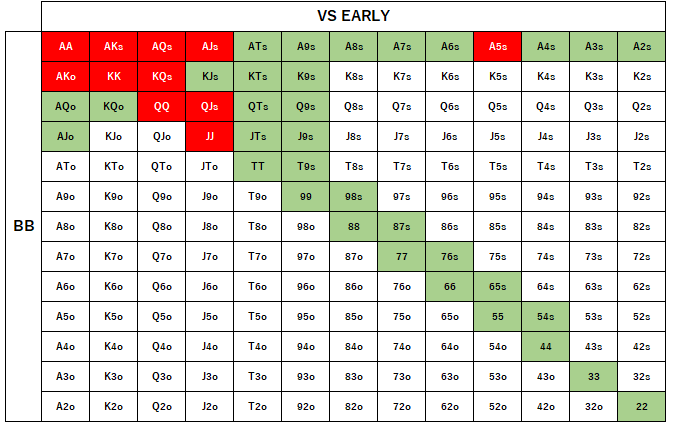 VS EARLY
AA AKs AQs AJs ATs A9s A8s A7s A6s A5s A4s A3s A2s
AKo KK KQs KJs KTs K9s K8s K7s K6s K5s K4s K3s K2s
AQo KQo QQ QJs QTs Q9s Q8s Q7s Q6s Q5s Q4s Q3s Q2s
AJo KJo QJo JJ JTs J9s J8s J7s J6s J5s J4s J3s J2s
ATo KTo QTo JTo TT T9s T8s T7s T6s T5s T4s T3s T2s
A9o K9o Q9o J9o T9o 99 98s 97s 96s 95s 94s 93s 92s
BB A8o K8o Q8o J8o T8o 98o 88 87s 86s 85s 84s 83s 82s
A7o K7o Q7o J7o T7o 97o 87o 77 76s 75s 74s 73s 72s
A6o K6o Q6o J6o T6o 96o 86o 76o 66 65s 64s 63s 62s
A5o K5o Q5o J5o T5o 95o 85o 75o 65o 55 54s 53s 52s
A4o K4o Q4o J4o T4o 94o 84o 74o 64o 54o 44 43s 42s
A3o K3o Q3o J3o T3o 93o 83o 73o 63o 53o 43o 33 32s
A2o K2o Q2o J2o T2o 92o 82o 72o 62o 52o 42o 32o 22